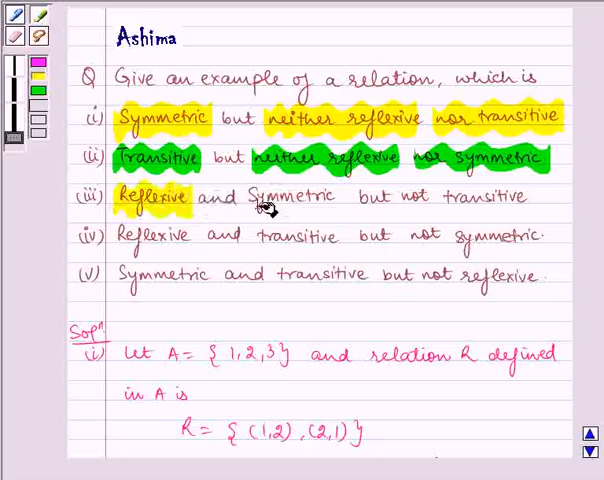 Ashima
Q Give an example of a relation, which is
(i) Symmetric but neither reflexive nor transitive
(ii) Transitive but neither reflexive nor symmetric
(iii) Reflexive and Symmetric but not transitive
(iv) Reflexive and transitive but not symmetric.
(v) Symmetric and transitive but not reflexive.
Solⁿ:
(i) Let A = { 1, 2, 3 } and relation R defined
in A is
R = { (1,2) , (2,1) }